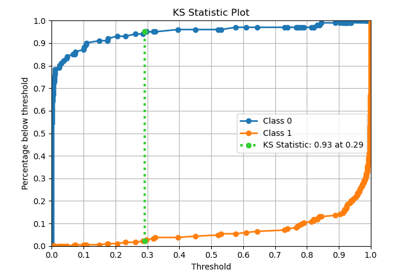 KS Statistic Plot
1.0
0.9
0.8
0.7
0.6
0.5
0.4
0.3
0.2
0.1
0.0
Percentage below threshold
Class 0
Class 1
KS Statistic: 0.93 at 0.29
0.0 0.1 0.2 0.3 0.4 0.5 0.6 0.7 0.8 0.9 1.0
Threshold